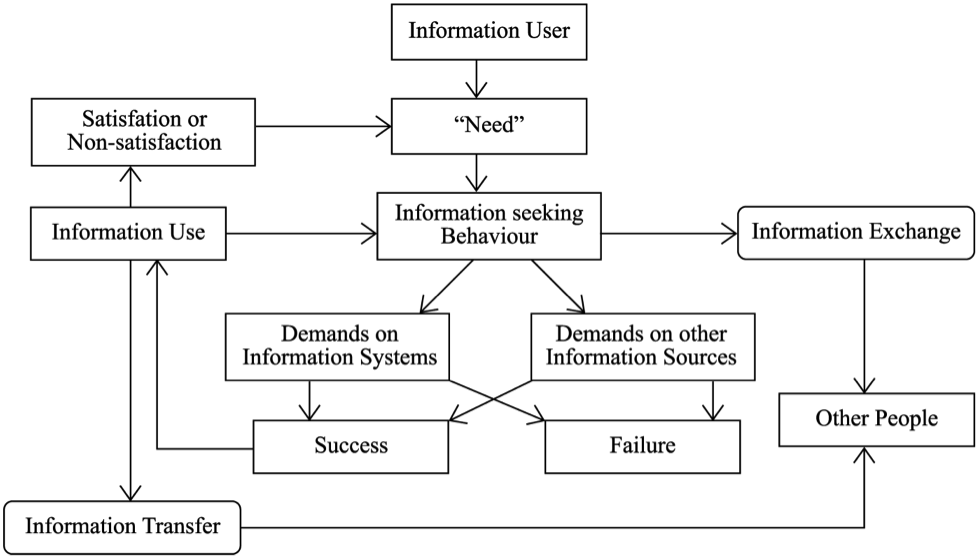 Information User
Satisfation or
Non-satisfaction
“Need”
Information Use
Information seeking
Behaviour
Information Exchange
Demands on
Information Systems
Demands on other
Information Sources
Success
Failure
Other People
Information Transfer